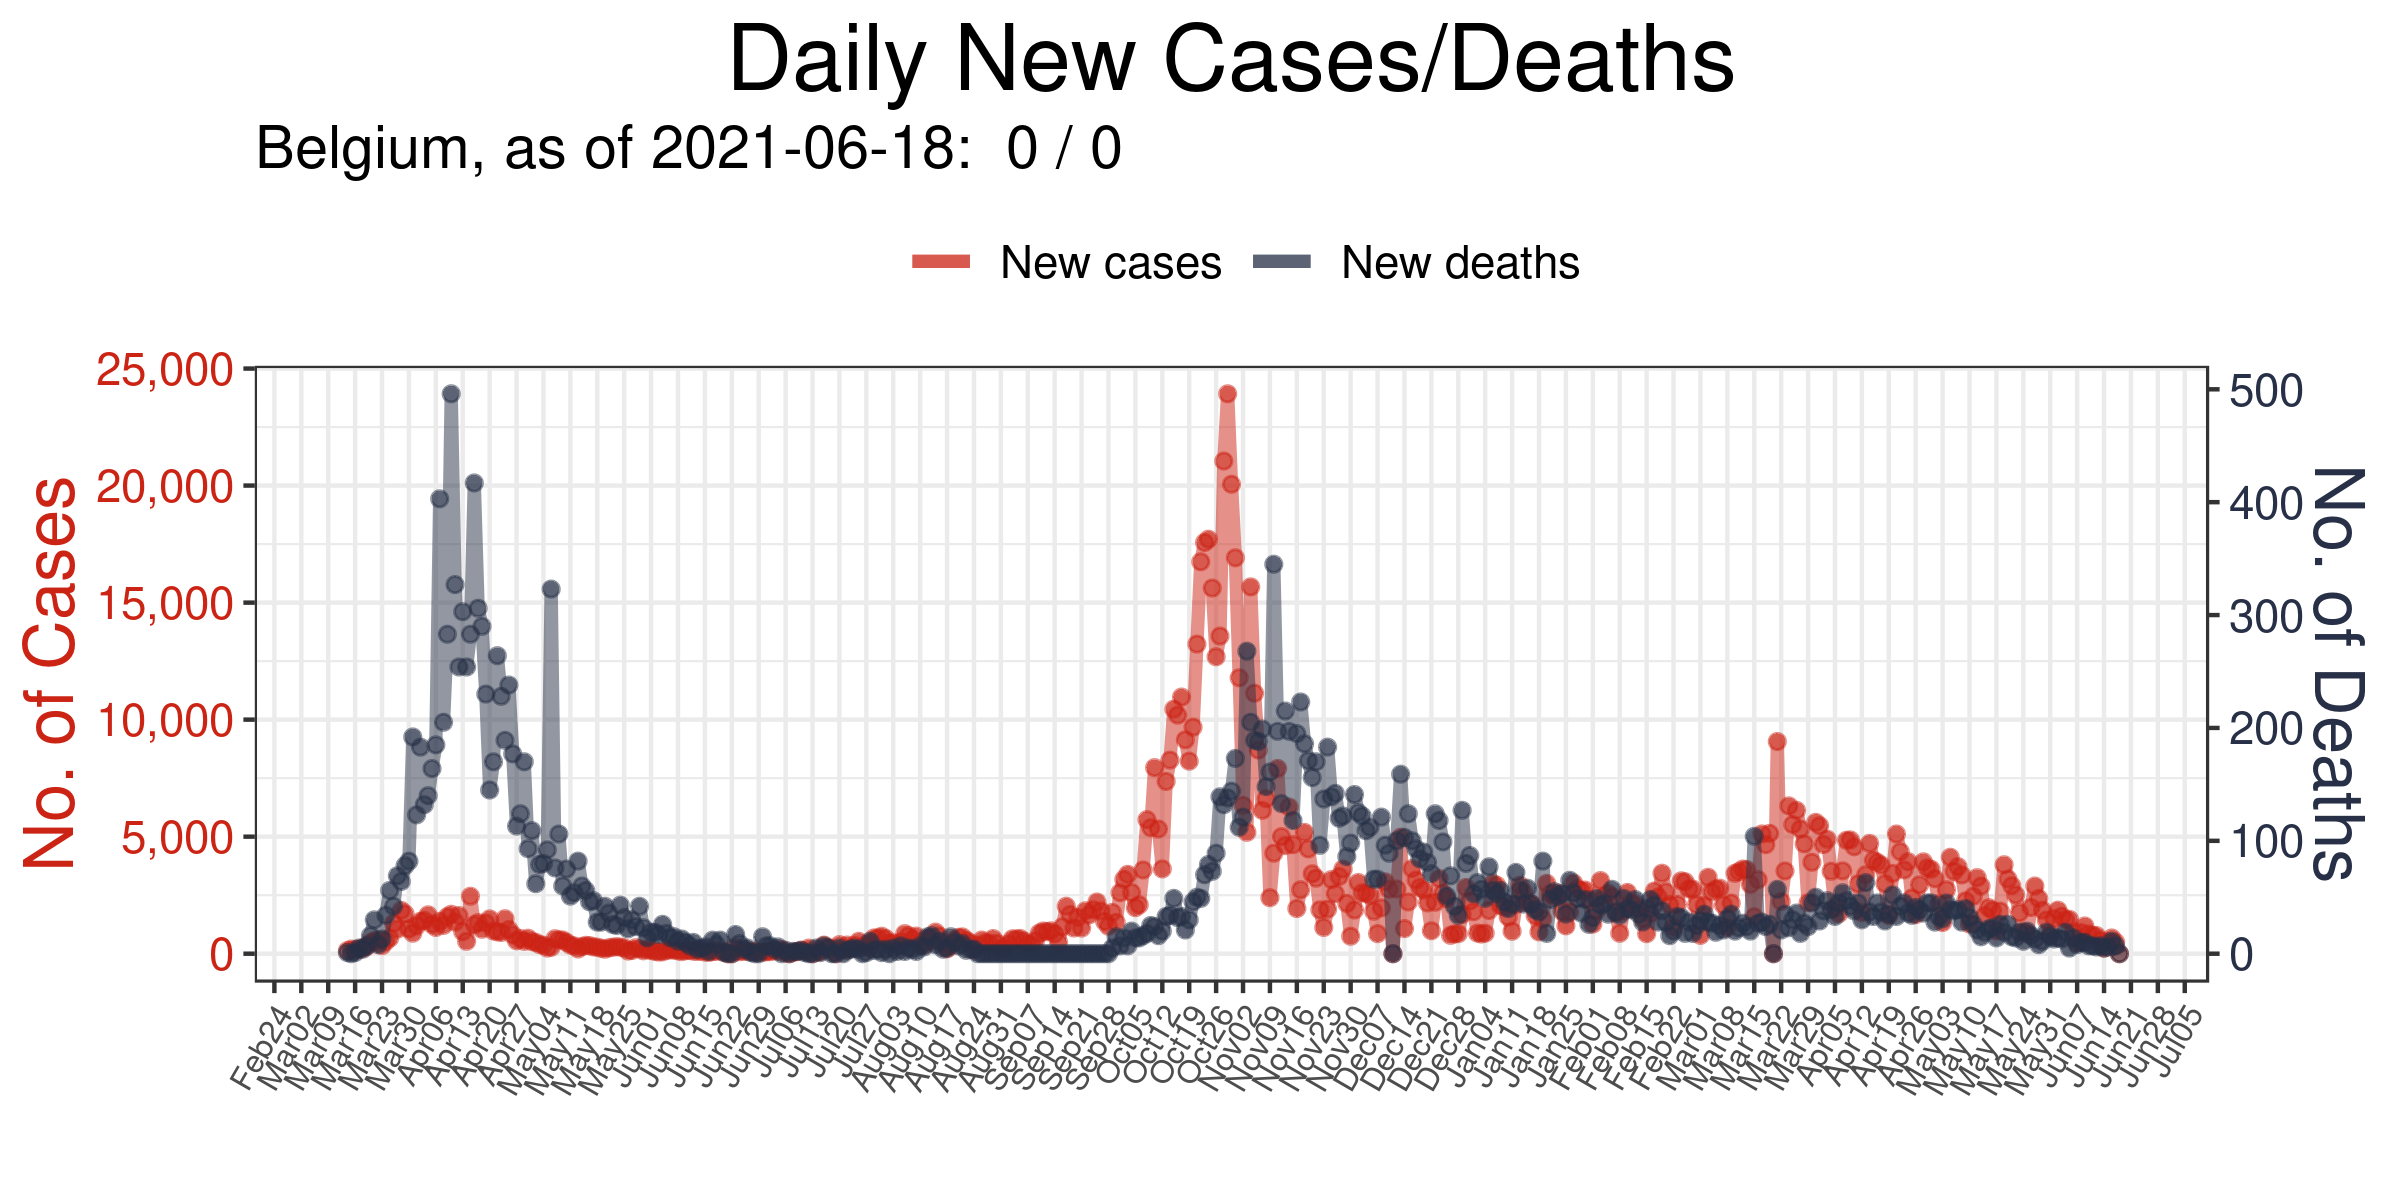 Daily New Cases/Deaths
Belgium, as of 2021-06-18:  0 / 0
New cases New deaths
25,000
20,000
15,000
10,000
5,000
0
No. of Cases
500
400
300
200
100
0
No. of Deaths
Feb24 Mar02 Mar09 Mar16 Mar23 Mar30 Apr06 Apr13 Apr20 Apr27 May04 May11 May18 May25 Jun01 Jun08 Jun15 Jun22 Jun29 Jul06 Jul13 Jul20 Jul27 Aug03 Aug10 Aug17 Aug24 Aug31 Sep07 Sep14 Sep21 Sep28 Oct05 Oct12 Oct19 Oct26 Nov02 Nov09 Nov16 Nov23 Nov30 Dec07 Dec14 Dec21 Dec28 Jan04 Jan11 Jan18 Jan25 Feb01 Feb08 Feb15 Feb22 Mar01 Mar08 Mar15 Mar22 Mar29 Apr05 Apr12 Apr19 Apr26 May03 May10 May17 May24 May31 Jun07 Jun14 Jun21 Jun28 Jul05